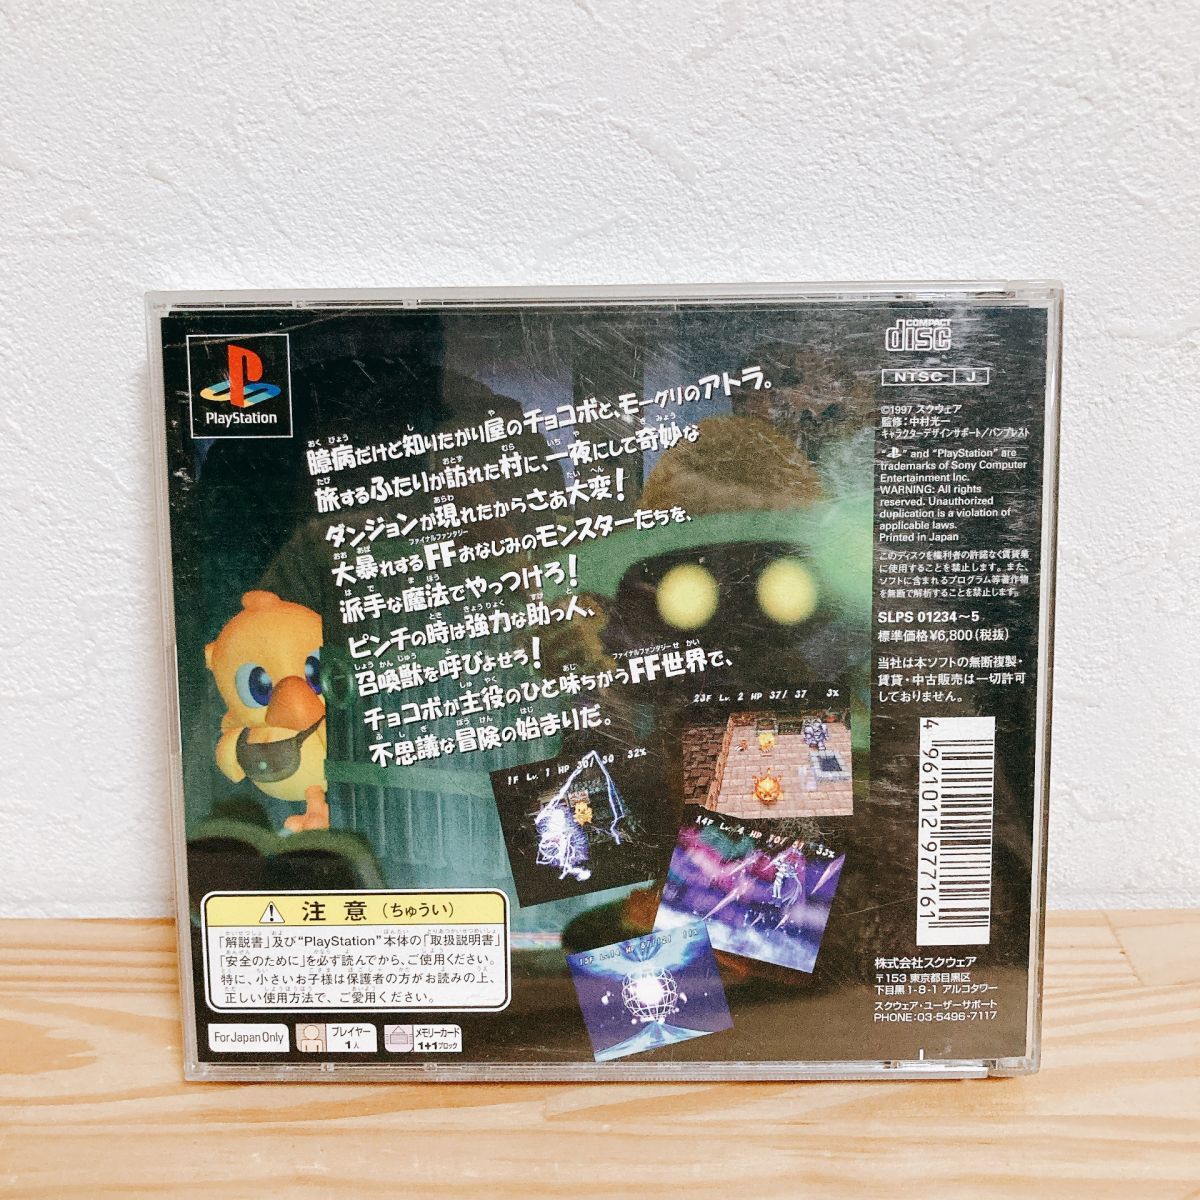 PlayStation
臆病だけど知りたがり屋のチョコボと、モーグリのアトラ。
旅するふたりが訪れた村に、一夜にして奇妙な
ダンジョンが現れたからさぁ大変！
大暴れするFFおなじみのモンスターたちを、
派手な魔法でやっつけろ！
ピンチの時は強力な助っ人、
召喚獣を呼びよせろ！
チョコボが主役のひと味ちがうFF世界で、
不思議な冒険の始まりだ。
23F Lv. 2 HP 37/ 37 3%
1F Lv. 1 HP 30/ 30 32%
注意（ちゅうい）
「解説書」及び“PlayStation”本体の「取扱説明書」
「安全のために」を必ず読んでから、ご使用ください。
特に、小さいお子様は保護者の方がお読みの上、
正しい使用方法で、ご愛用ください。
For Japan Only
プレイヤー
1人
メモリーカード
1+1ブロック
COMPACT
disc
NTSC J
©1997 スクウェア
監修：中村光一
キャラクターデザインサポート/バンプレスト
“PS” and “PlayStation” are
trademarks of Sony Computer
Entertainment Inc.
WARNING: All rights
reserved. Unauthorized
duplication is a violation of
applicable laws.
Printed in Japan
このディスクを権利者の許諾なく賃貸業
に使用することを禁止します。また、
ソフトに含まれるプログラム等著作物
を無断で解析することを禁止します。
SLPS 01234〜5
標準価格¥6,800(税抜)
当社は本ソフトの無断複製・
賃貸・中古販売は一切許可
しておりません。
4 961012 977161
株式会社スクウェア
〒153 東京都目黒区
下目黒1-8-1 アルコタワー
スクウェア・ユーザーサポート
PHONE：03-5496-7117